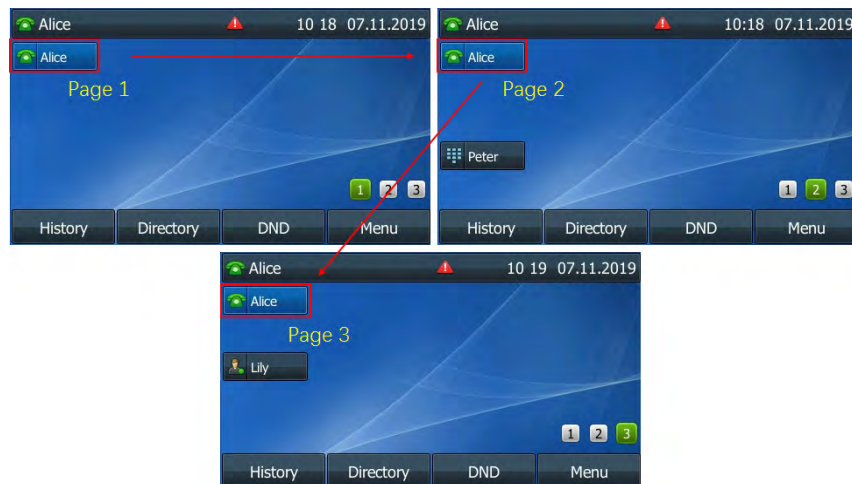 Alice 10 18 07.11.2019
Alice
Page 1
1 2 3
History Directory DND Menu
Alice 10:18 07.11.2019
Alice
Page 2
Peter
1 2 3
History Directory DND Menu
Alice 10 19 07.11.2019
Alice
Page 3
Lily
1 2 3
History Directory DND Menu